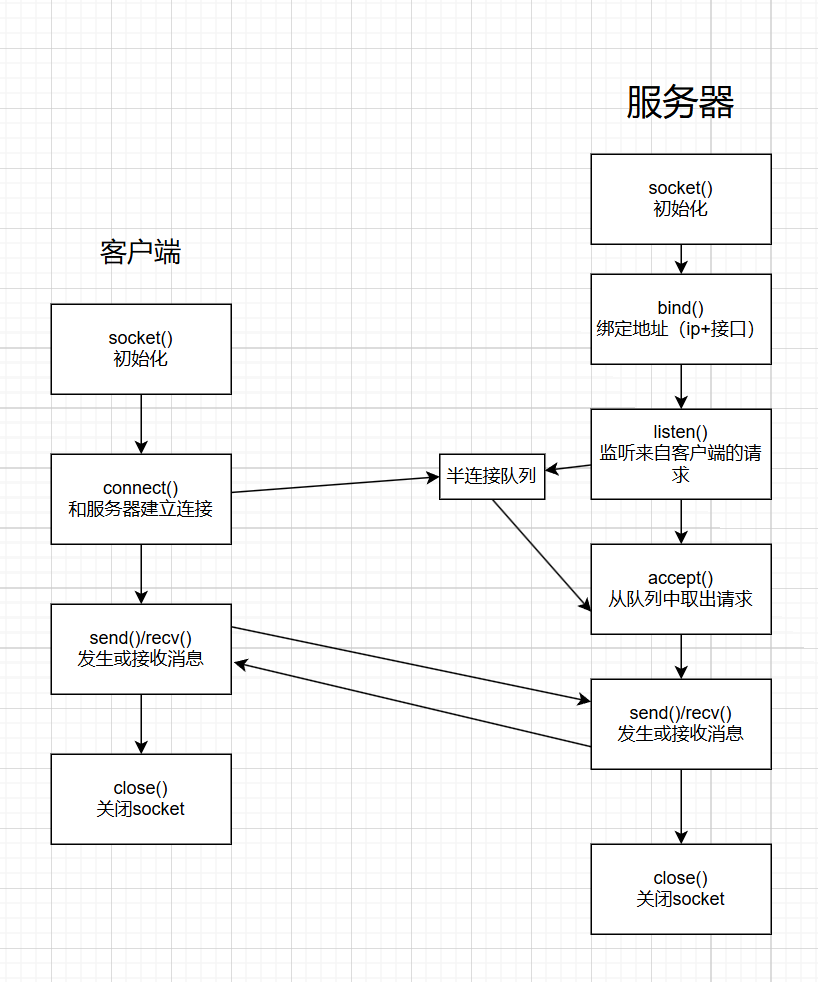 服务器
socket()
初始化
客户端
bind()
绑定地址（ip+接口）
socket()
初始化
listen()
监听来自客户端的请
求
半连接队列
connect()
和服务器建立连接
accept()
从队列中取出请求
send()/recv()
发生或接收消息
send()/recv()
发生或接收消息
close()
关闭socket
close()
关闭socket